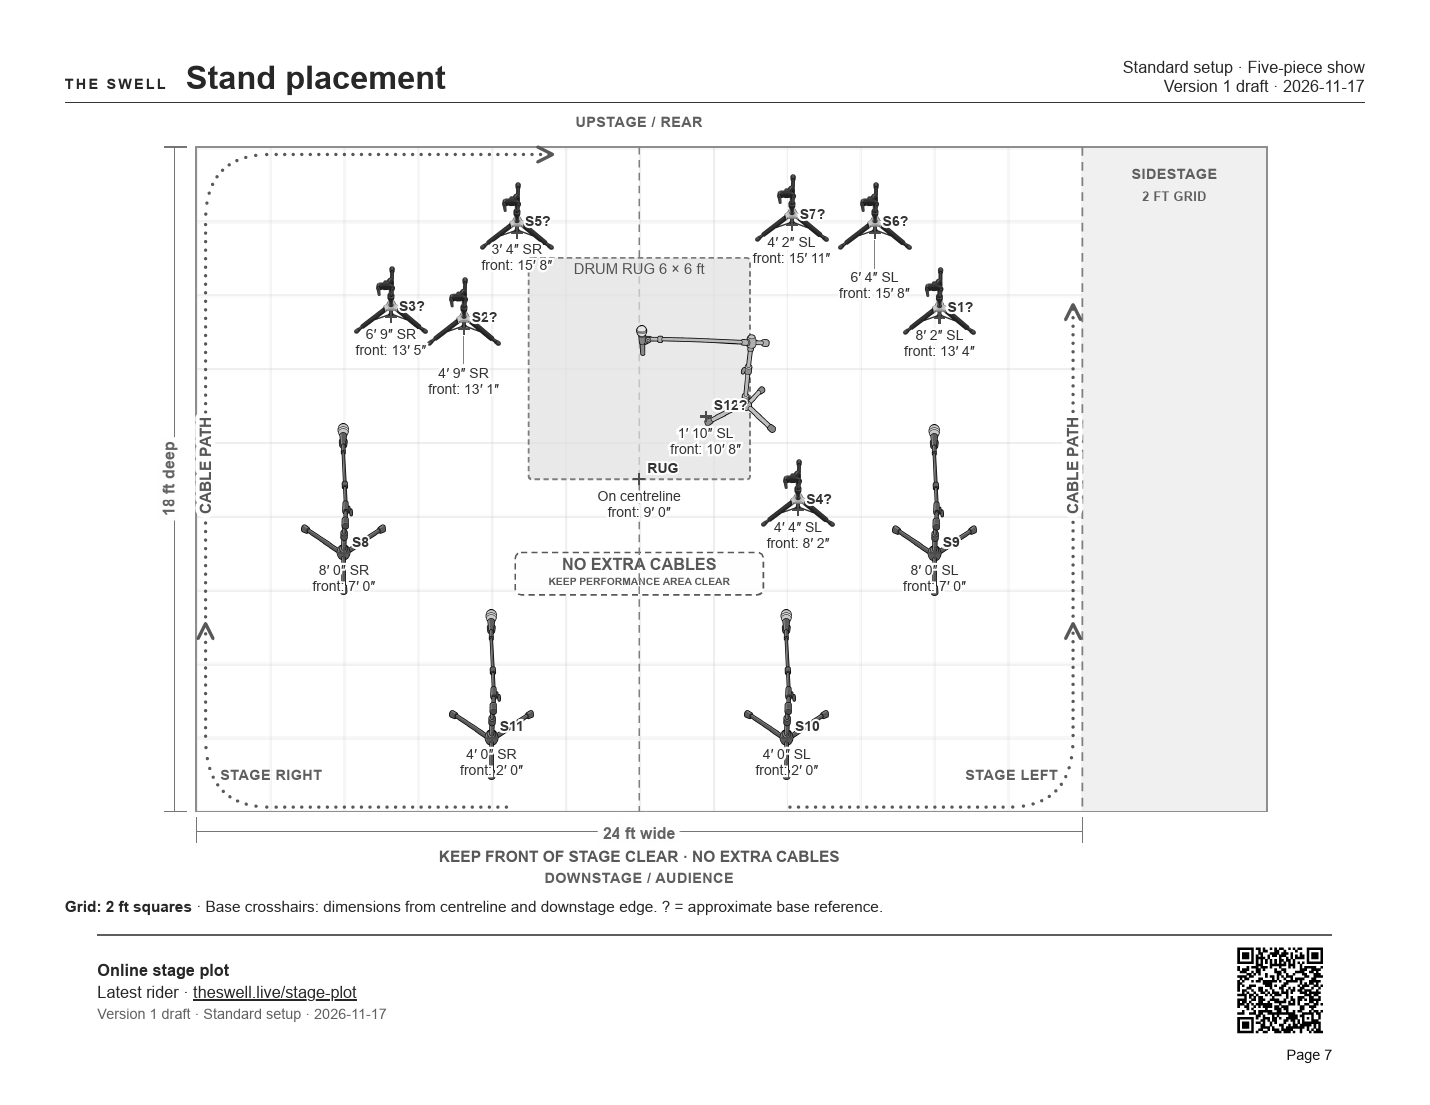 THE SWELL Stand placement
Standard setup · Five-piece show
Version 1 draft · 2026-11-17
UPSTAGE / REAR
SIDESTAGE
2 FT GRID
S5?
3′ 4″ SR
front: 15′ 8″
S7?
4′ 2″ SL
front: 15′ 11″
S6?
6′ 4″ SL
front: 15′ 8″
DRUM RUG 6 × 6 ft
S3?
6′ 9″ SR
front: 13′ 5″
S2?
4′ 9″ SR
front: 13′ 1″
S1?
8′ 2″ SL
front: 13′ 4″
S12?
1′ 10″ SL
front: 10′ 8″
RUG
On centreline
front: 9′ 0″
18 ft deep
CABLE PATH
CABLE PATH
S4?
4′ 4″ SL
front: 8′ 2″
S8
8′ 0″ SR
front: 7′ 0″
S9
8′ 0″ SL
front: 7′ 0″
NO EXTRA CABLES
KEEP PERFORMANCE AREA CLEAR
S11
4′ 0″ SR
front: 2′ 0″
S10
4′ 0″ SL
front: 2′ 0″
STAGE RIGHT
STAGE LEFT
24 ft wide
KEEP FRONT OF STAGE CLEAR · NO EXTRA CABLES
DOWNSTAGE / AUDIENCE
Grid: 2 ft squares · Base crosshairs: dimensions from centreline and downstage edge. ? = approximate base reference.
Online stage plot
Latest rider · theswell.live/stage-plot
Version 1 draft · Standard setup · 2026-11-17
Page 7